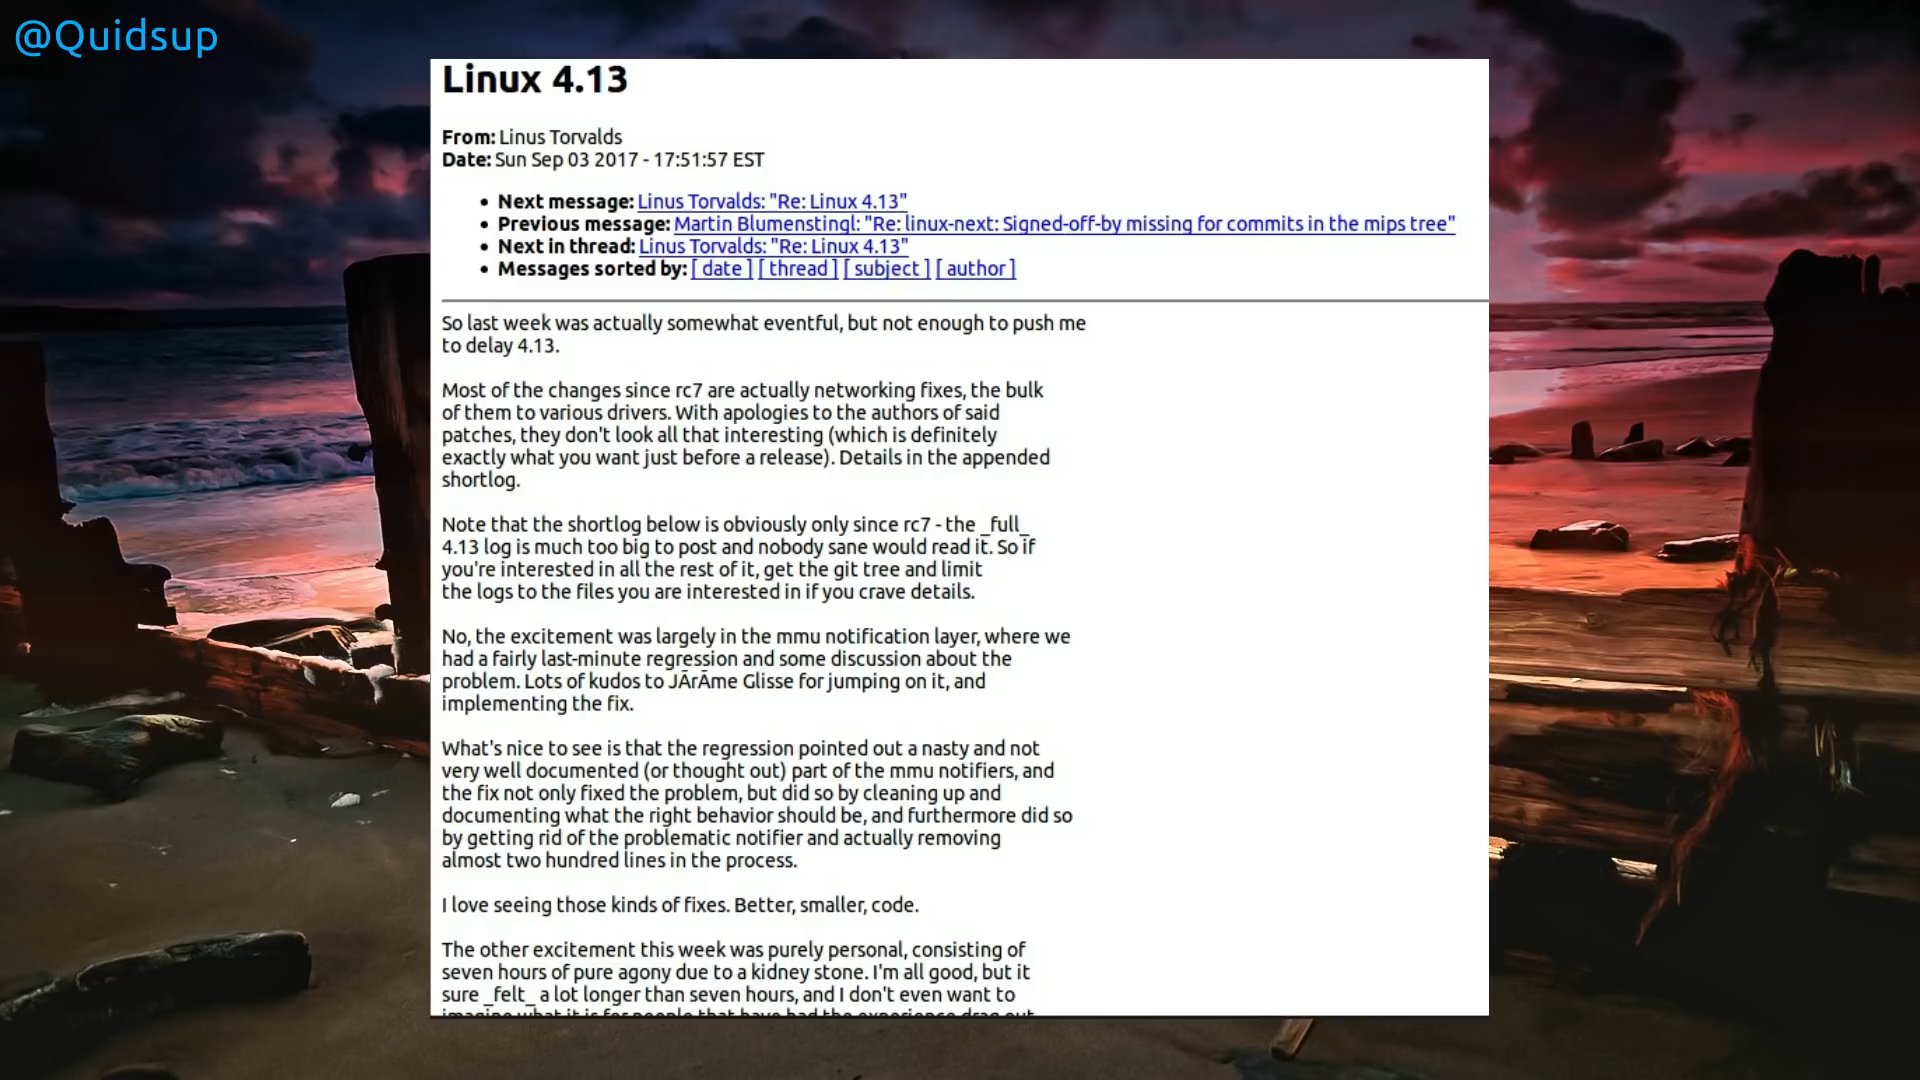 @Quidsup
Linux 4.13
From: Linus Torvalds
Date: Sun Sep 03 2017 - 17:51:57 EST
• Next message: Linus Torvalds: "Re: Linux 4.13"
• Previous message: Martin Blumenstingl: "Re: linux-next: Signed-off-by missing for commits in the mips tree"
• Next in thread: Linus Torvalds: "Re: Linux 4.13"
• Messages sorted by: [ date ] [ thread ] [ subject ] [ author ]
So last week was actually somewhat eventful, but not enough to push me
to delay 4.13.
Most of the changes since rc7 are actually networking fixes, the bulk
of them to various drivers. With apologies to the authors of said
patches, they don't look all that interesting (which is definitely
exactly what you want just before a release). Details in the appended
shortlog.
Note that the shortlog below is obviously only since rc7 - the _full_
4.13 log is much too big to post and nobody sane would read it. So if
you're interested in all the rest of it, get the git tree and limit
the logs to the files you are interested in if you crave details.
No, the excitement was largely in the mmu notification layer, where we
had a fairly last-minute regression and some discussion about the
problem. Lots of kudos to JÃrÃme Glisse for jumping on it, and
implementing the fix.
What's nice to see is that the regression pointed out a nasty and not
very well documented (or thought out) part of the mmu notifiers, and
the fix not only fixed the problem, but did so by cleaning up and
documenting what the right behavior should be, and furthermore did so
by getting rid of the problematic notifier and actually removing
almost two hundred lines in the process.
I love seeing those kinds of fixes. Better, smaller, code.
The other excitement this week was purely personal, consisting of
seven hours of pure agony due to a kidney stone. I'm all good, but it
sure _felt_ a lot longer than seven hours, and I don't even want to
imagine what it is for people that have had the experience drag out